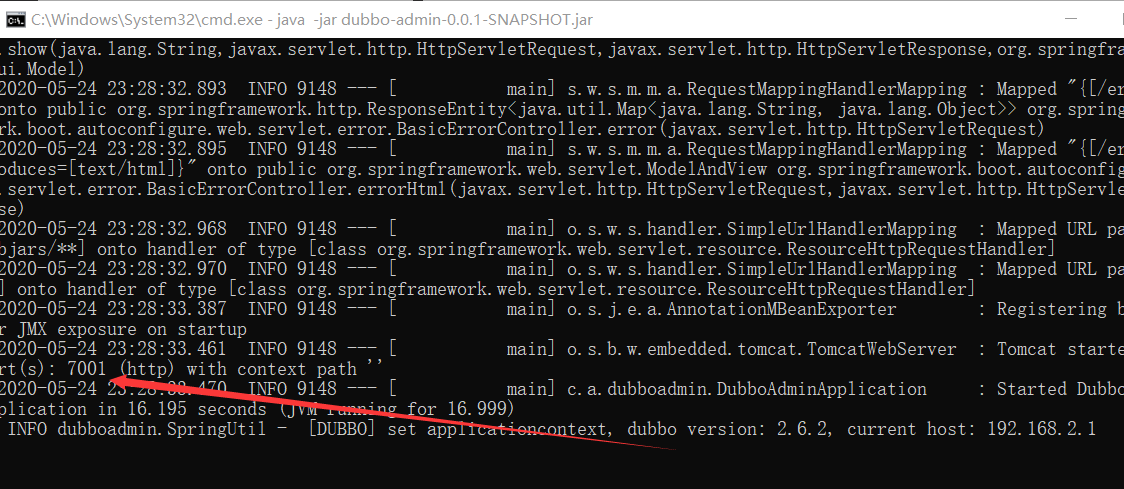 C:\Windows\System32\cmd.exe - java -jar dubbo-admin-0.0.1-SNAPSHOT.jar
.show(java.lang.String,javax.servlet.http.HttpServletRequest,javax.servlet.http.HttpServletResponse,org.springfra
ui.Model)
2020-05-24 23:28:32.893 INFO 9148 --- [ main] s.w.s.m.m.a.RequestMappingHandlerMapping : Mapped "{[/er
onto public org.springframework.http.ResponseEntity<java.util.Map<java.lang.String, java.lang.Object>> org.spring
rk.boot.autoconfigure.web.servlet.error.BasicErrorController.error(javax.servlet.http.HttpServletRequest)
2020-05-24 23:28:32.895 INFO 9148 --- [ main] s.w.s.m.m.a.RequestMappingHandlerMapping : Mapped "{[/er
oduces=[text/html]}" onto public org.springframework.web.servlet.ModelAndView org.springframework.boot.autoconfig
.servlet.error.BasicErrorController.errorHtml(javax.servlet.http.HttpServletRequest,javax.servlet.http.HttpServle
se)
2020-05-24 23:28:32.968 INFO 9148 --- [ main] o.s.w.s.handler.SimpleUrlHandlerMapping : Mapped URL pa
bjars/**] onto handler of type [class org.springframework.web.servlet.resource.ResourceHttpRequestHandler]
2020-05-24 23:28:32.970 INFO 9148 --- [ main] o.s.w.s.handler.SimpleUrlHandlerMapping : Mapped URL pa
] onto handler of type [class org.springframework.web.servlet.resource.ResourceHttpRequestHandler]
2020-05-24 23:28:33.387 INFO 9148 --- [ main] o.s.j.e.a.AnnotationMBeanExporter : Registering b
r JMX exposure on startup
2020-05-24 23:28:33.461 INFO 9148 --- [ main] o.s.b.w.embedded.tomcat.TomcatWebServer : Tomcat starte
rt(s): 7001 (http) with context path ''
2020-05-24 23:28:33.470 INFO 9148 --- [ main] c.a.dubboadmin.DubboAdminApplication : Started Dubbo
plication in 16.195 seconds (JVM running for 16.999)
INFO dubboadmin.SpringUtil - [DUBBO] set applicationcontext, dubbo version: 2.6.2, current host: 192.168.2.1